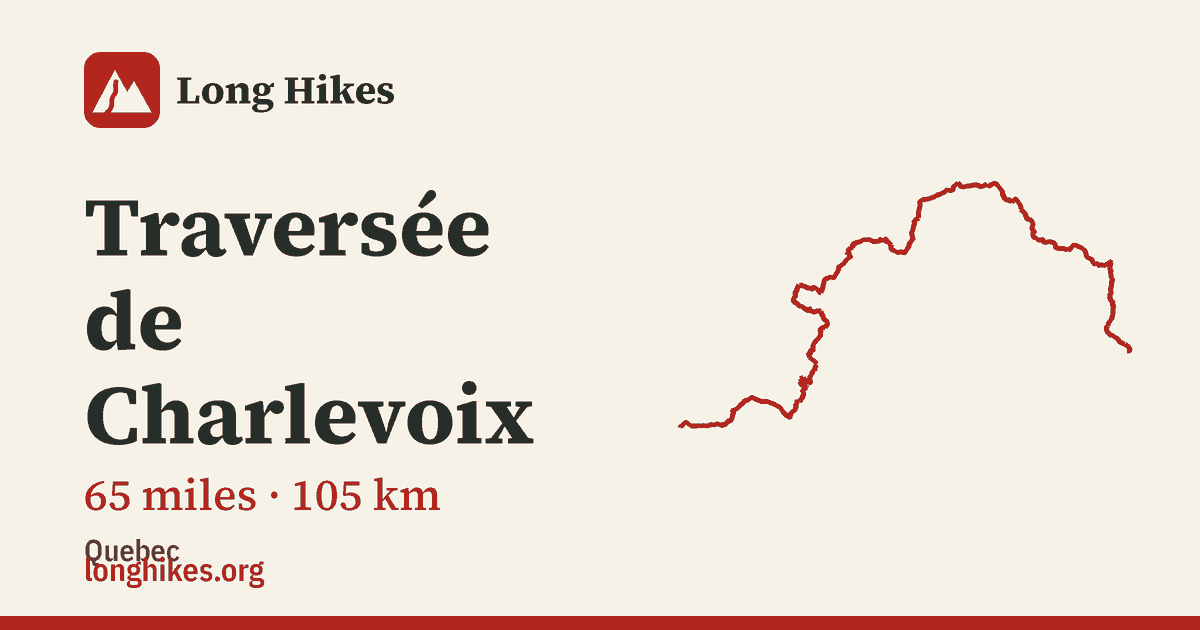 Long Hikes
Traversée
de
Charlevoix
65 miles · 105 km
Quebec
longhikes.org